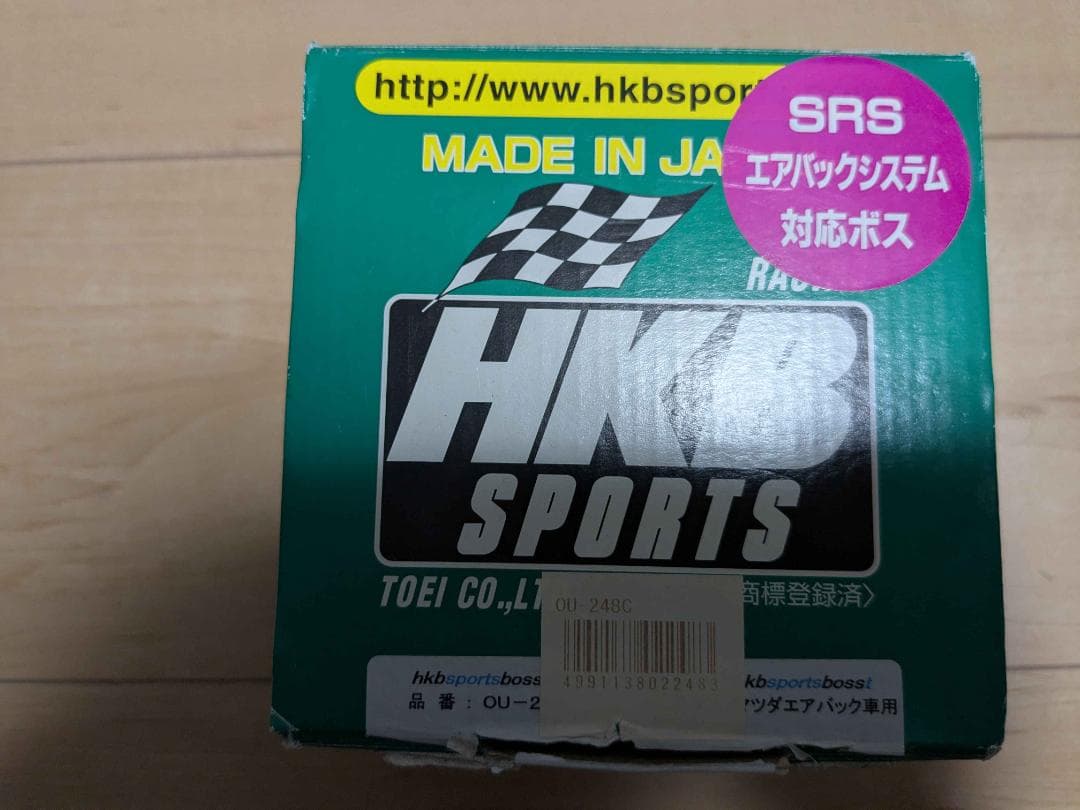 http://www.hkbspor
MADE IN JA
SRS
エアバックシステム
対応ボス
HKB
SPORTS
TOEI CO.,LT
商標登録済〉
OU-248C
4991138022483
hkbsportsboss
品 番 : OU-2
kbsportsbosst
マツダエアバック車用